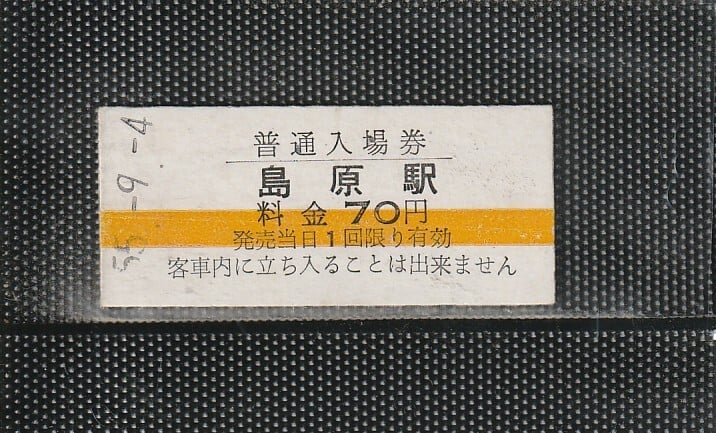 普通入場券
島原駅
料金70円
発売当日1回限り有効
客車内に立ち入ることは出来ません
55-9.-4